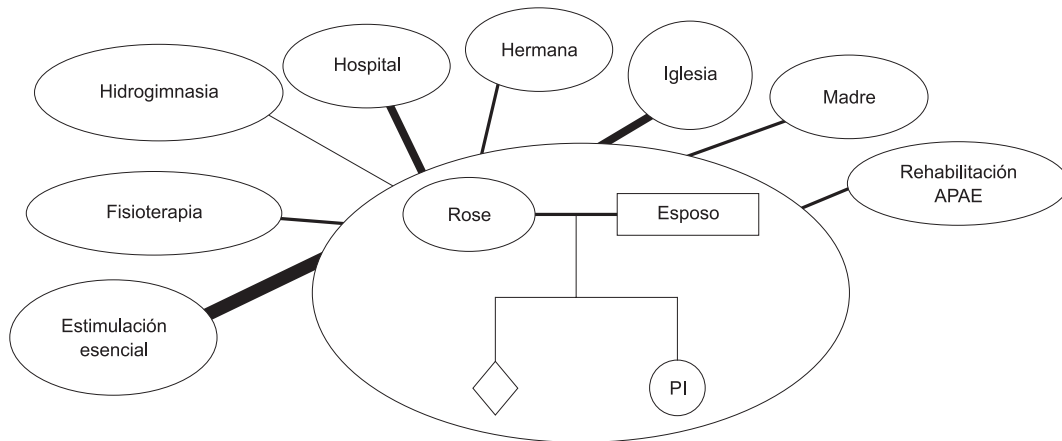 Hidrogimnasia
Hospital
Hermana
Iglesia
Madre
Rehabilitación
APAE
Fisioterapia
Rose
Esposo
Estimulación
esencial
PI